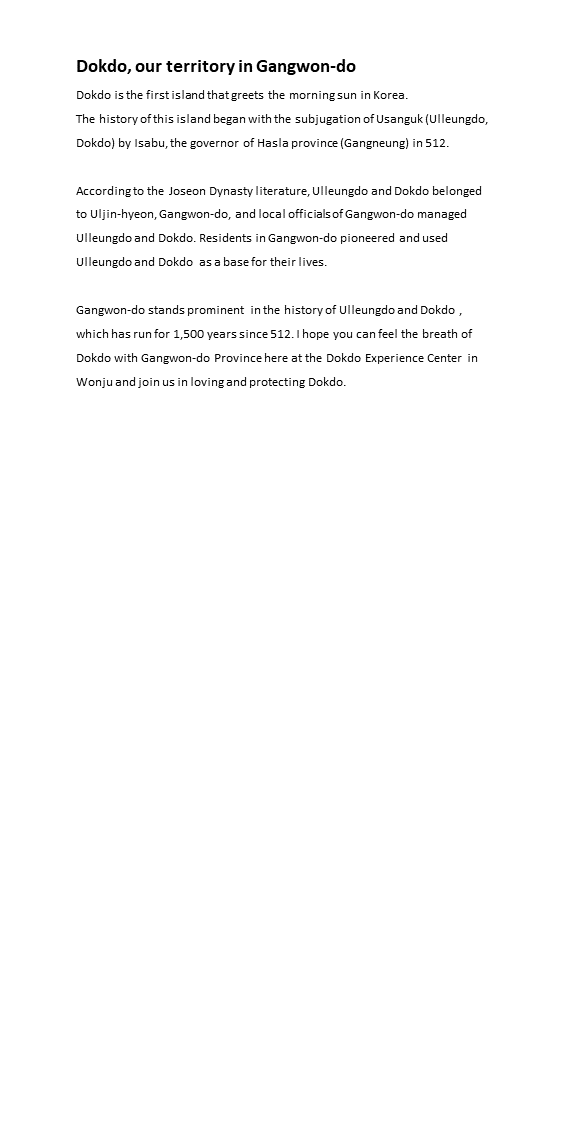 Dokdo, our territory in Gangwon-do
Dokdo is the first island that greets the morning sun in Korea.
The history of this island began with the subjugation of Usanguk (Ulleungdo,
Dokdo) by Isabu, the governor of Hasla province (Gangneung) in 512.
According to the Joseon Dynasty literature, Ulleungdo and Dokdo belonged
to Uljin-hyeon, Gangwon-do, and local officials of Gangwon-do managed
Ulleungdo and Dokdo. Residents in Gangwon-do pioneered and used
Ulleungdo and Dokdo as a base for their lives.
Gangwon-do stands prominent in the history of Ulleungdo and Dokdo ,
which has run for 1,500 years since 512. I hope you can feel the breath of
Dokdo with Gangwon-do Province here at the Dokdo Experience Center in
Wonju and join us in loving and protecting Dokdo.